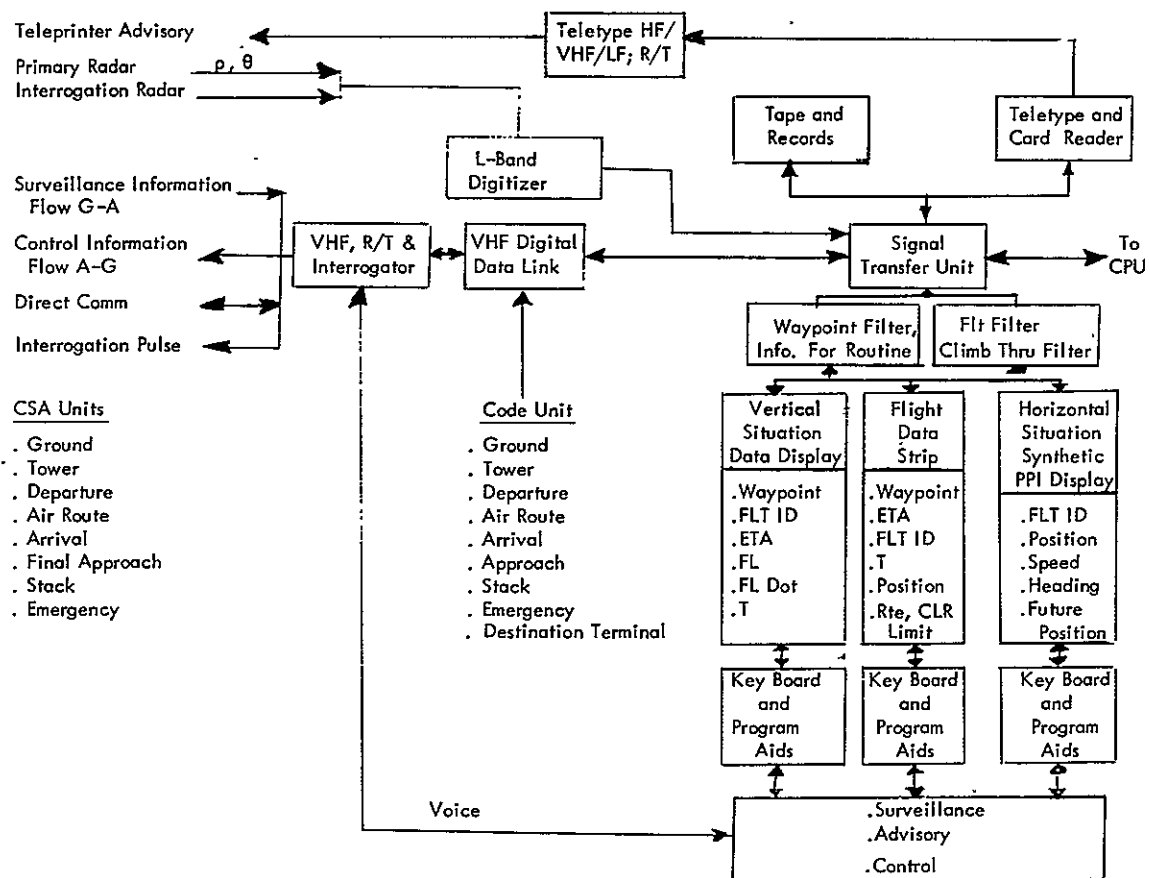 Teleprinter Advisory
Teletype HF/
VHF/LF; R/T
Primary Radar
ρ, θ
Interrogation Radar
Tape and
Records
Teletype and
Card Reader
L-Band
Digitizer
Surveillance Information
Flow G-A
Control Information
Flow A-G
Direct Comm
Interrogation Pulse
VHF, R/T &
Interrogator
VHF Digital
Data Link
Signal
Transfer Unit
To
CPU
Waypoint Filter,
Info. For Routine
Flt Filter
Climb Thru Filter
CSA Units
. Ground
. Tower
. Departure
. Air Route
. Arrival
. Final Approach
. Stack
. Emergency
Code Unit
. Ground
. Tower
. Departure
. Air Route
. Arrival
. Approach
. Stack
. Emergency
. Destination Terminal
Vertical
Situation
Data Display
.Waypoint
.FLT ID
.ETA
.FL
.FL Dot
.T
Flight
Data
Strip
.Waypoint
.ETA
.FLT ID
.T
.Position
.Rte, CLR
Limit
Horizontal
Situation
Synthetic
PPI Display
.FLT ID
.Position
.Speed
.Heading
.Future
Position
Key Board
and
Program
Aids
Key Board
and
Program
Aids
Key Board
and
Program
Aids
Voice
.Surveillance
.Advisory
.Control